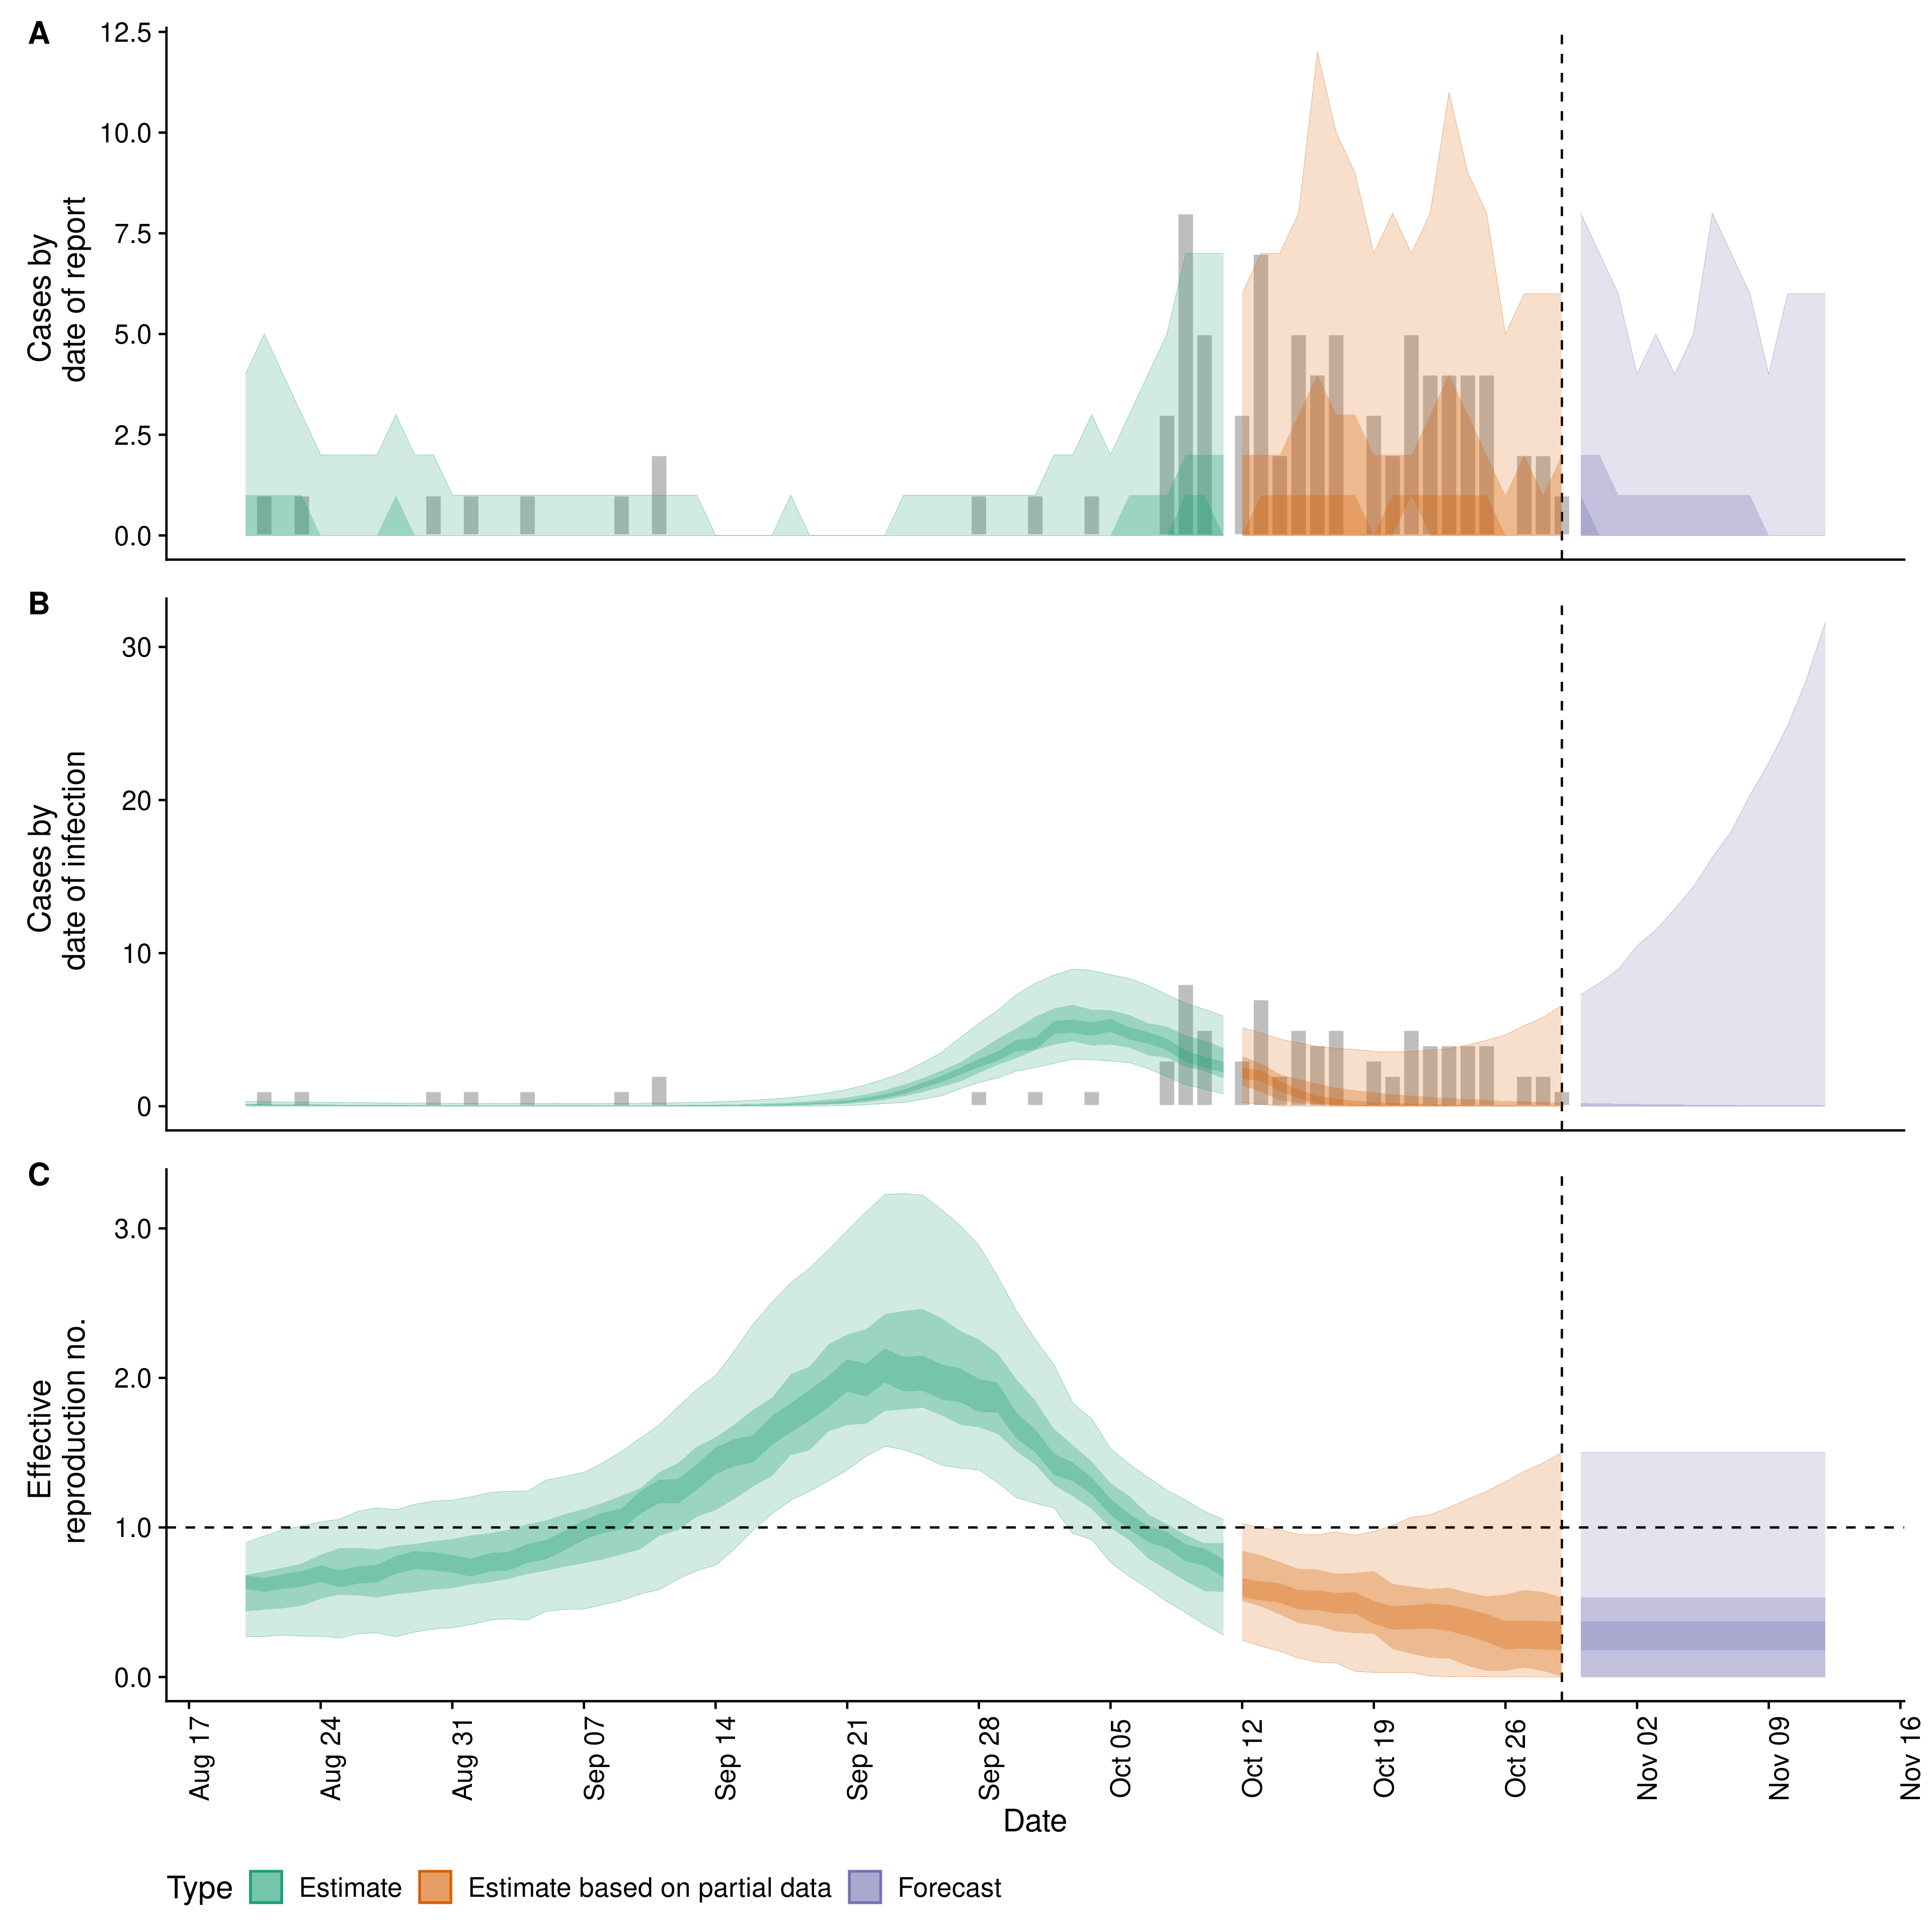 A
12.5
10.0
7.5
5.0
2.5
0.0
Cases by
date of report
B
30
20
10
0
Cases by
date of infection
C
3.0
2.0
1.0
0.0
Effective
reproduction no.
Aug 17
Aug 24
Aug 31
Sep 07
Sep 14
Sep 21
Sep 28
Oct 05
Oct 12
Oct 19
Oct 26
Nov 02
Nov 09
Nov 16
Date
Type Estimate Estimate based on partial data Forecast